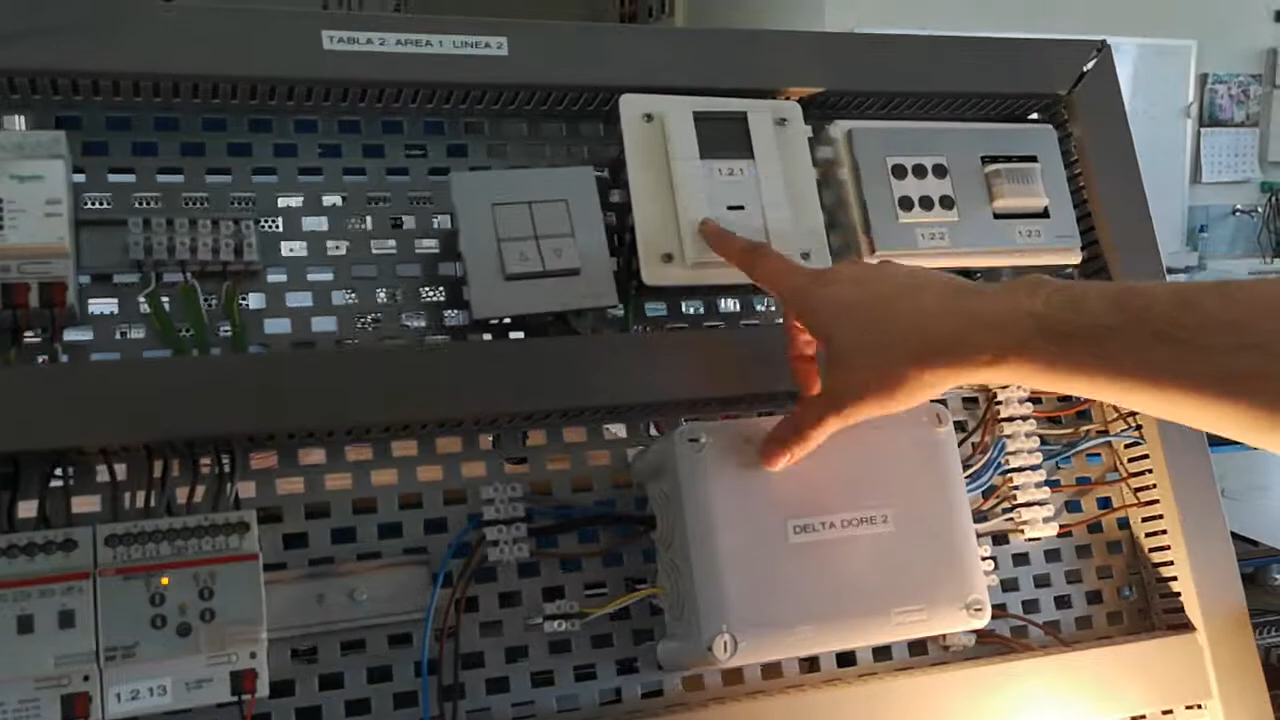 TABLA 2: AREA 1: LINEA 2
1.2.1
1.2.2
1.2.3
DELTA DORE 2
1.2.13